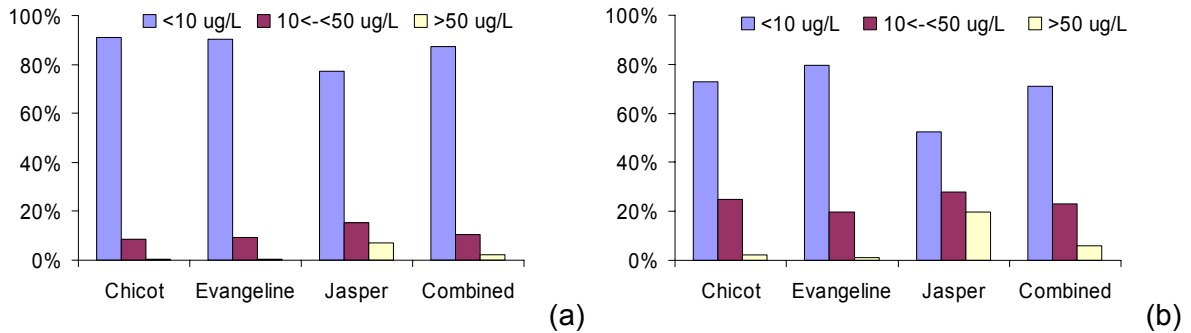 100%
<10 ug/L 10<-<50 ug/L >50 ug/L
80%
60%
40%
20%
0%
Chicot Evangeline Jasper Combined
(a)
100%
<10 ug/L 10<-<50 ug/L >50 ug/L
80%
60%
40%
20%
0%
Chicot Evangeline Jasper Combined
(b)